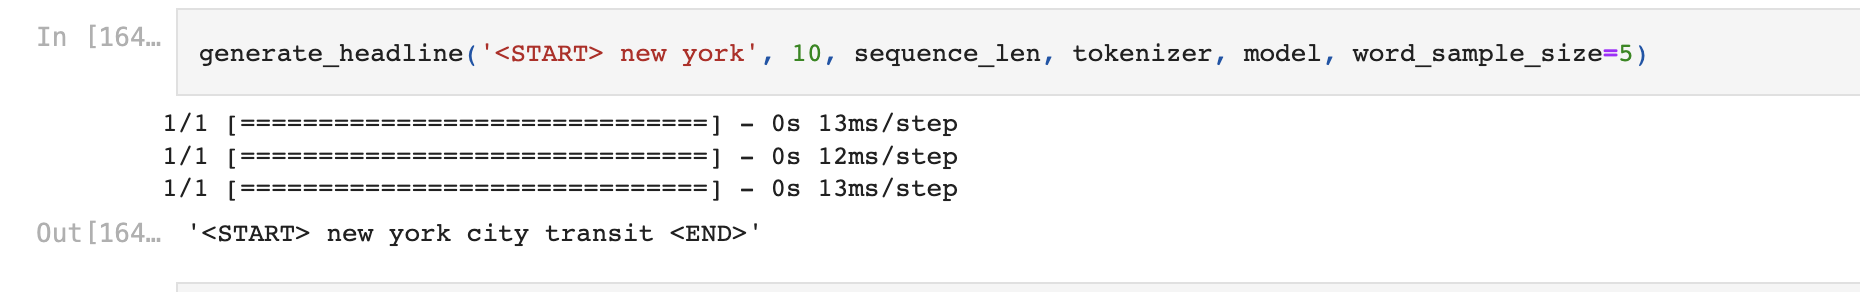 In [164…
generate_headline('<START> new york', 10, sequence_len, tokenizer, model, word_sample_size=5)
1/1 [==============================] - 0s 13ms/step
1/1 [==============================] - 0s 12ms/step
1/1 [==============================] - 0s 13ms/step
Out[164…
'<START> new york city transit <END>'